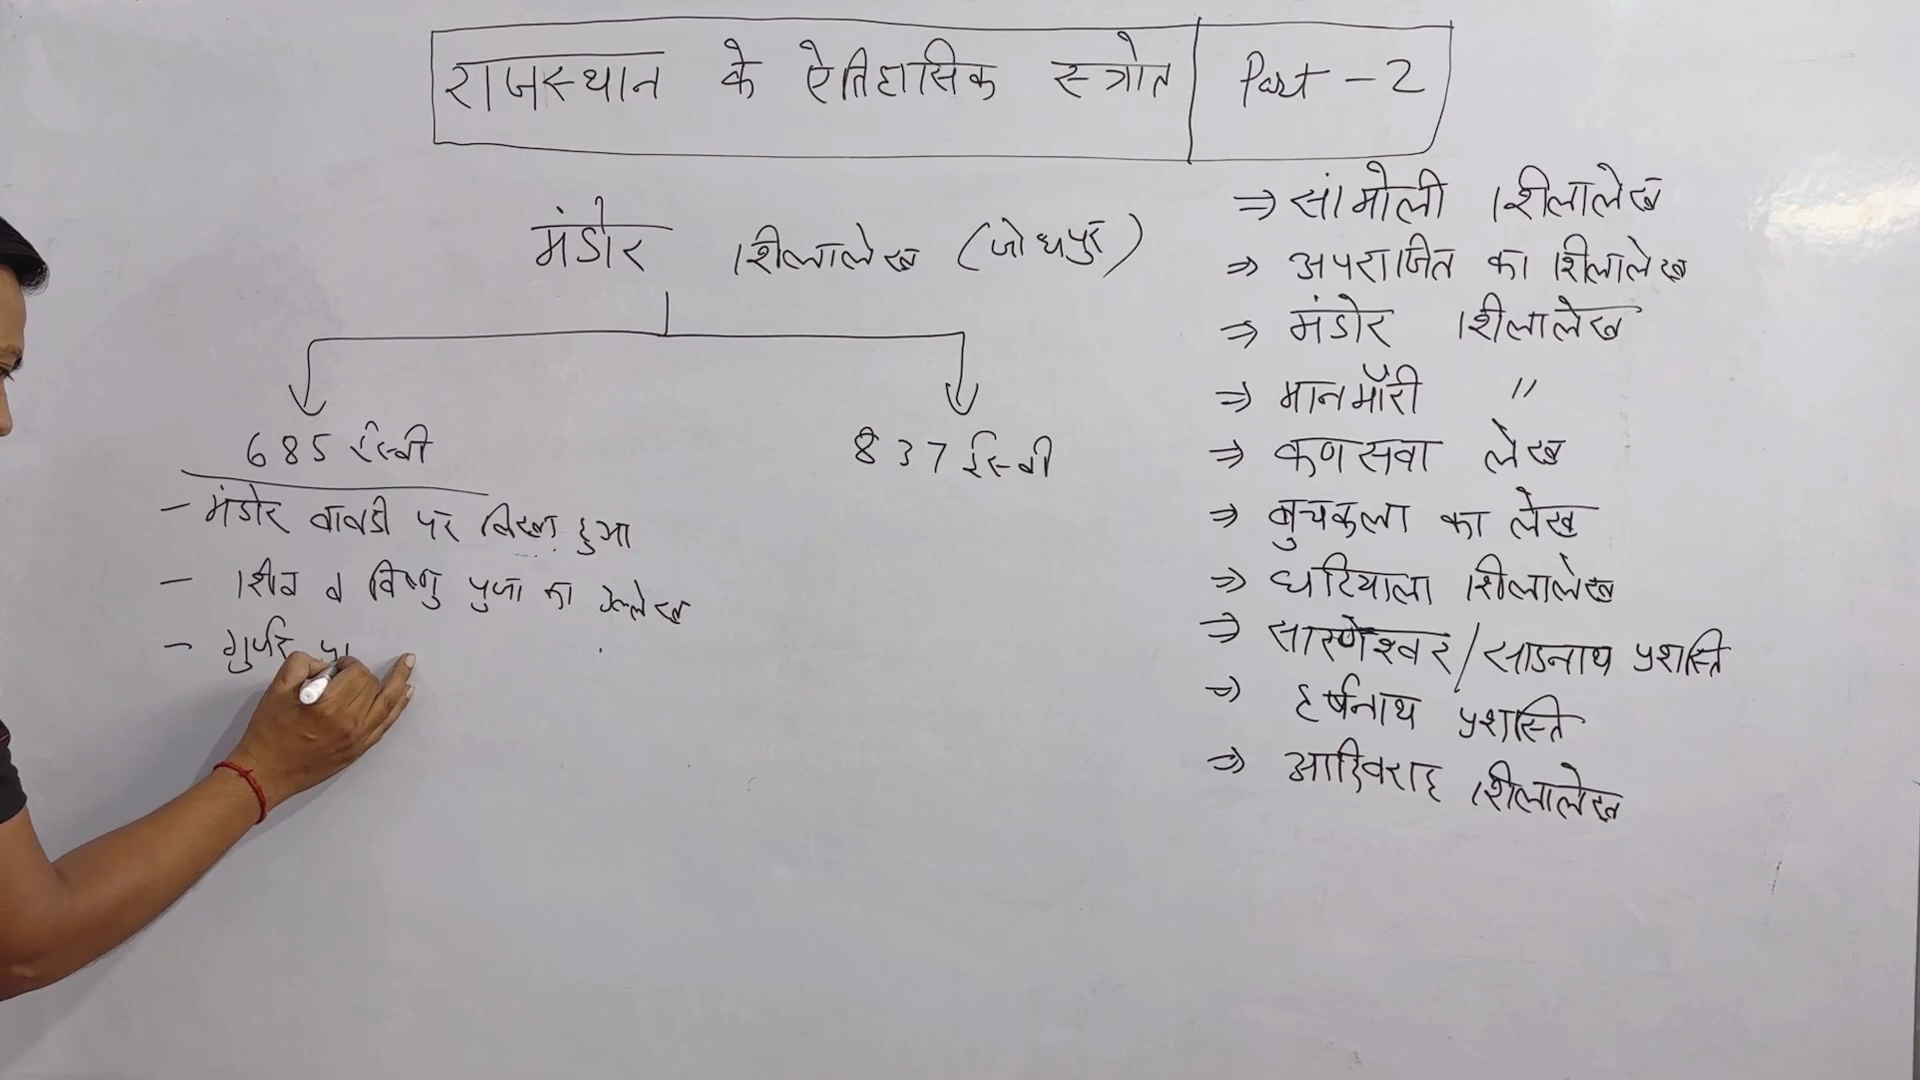 राजस्थान के ऐतिहासिक स्त्रोत Part - 2
मंडोर शिलालेख (जोधपुर)
685 ईस्वी
- मंडोर बावडी पर लिखा हुआ
- शिव व विष्णु पुजा का उल्लेख
- गुर्जर प्र
837 ईस्वी
⇒ सांमोली शिलालेख
⇒ अपराजित का शिलालेख
⇒ मंडोर शिलालेख
⇒ मानमॉरी "
⇒ कणसवा लेख
⇒ बुचकला का लेख
⇒ घटियाला शिलालेख
⇒ सारणेश्वर / साडनाथ प्रशस्ति
⇒ हर्षनाथ प्रशस्ति
⇒ आदिवराह शिलालेख